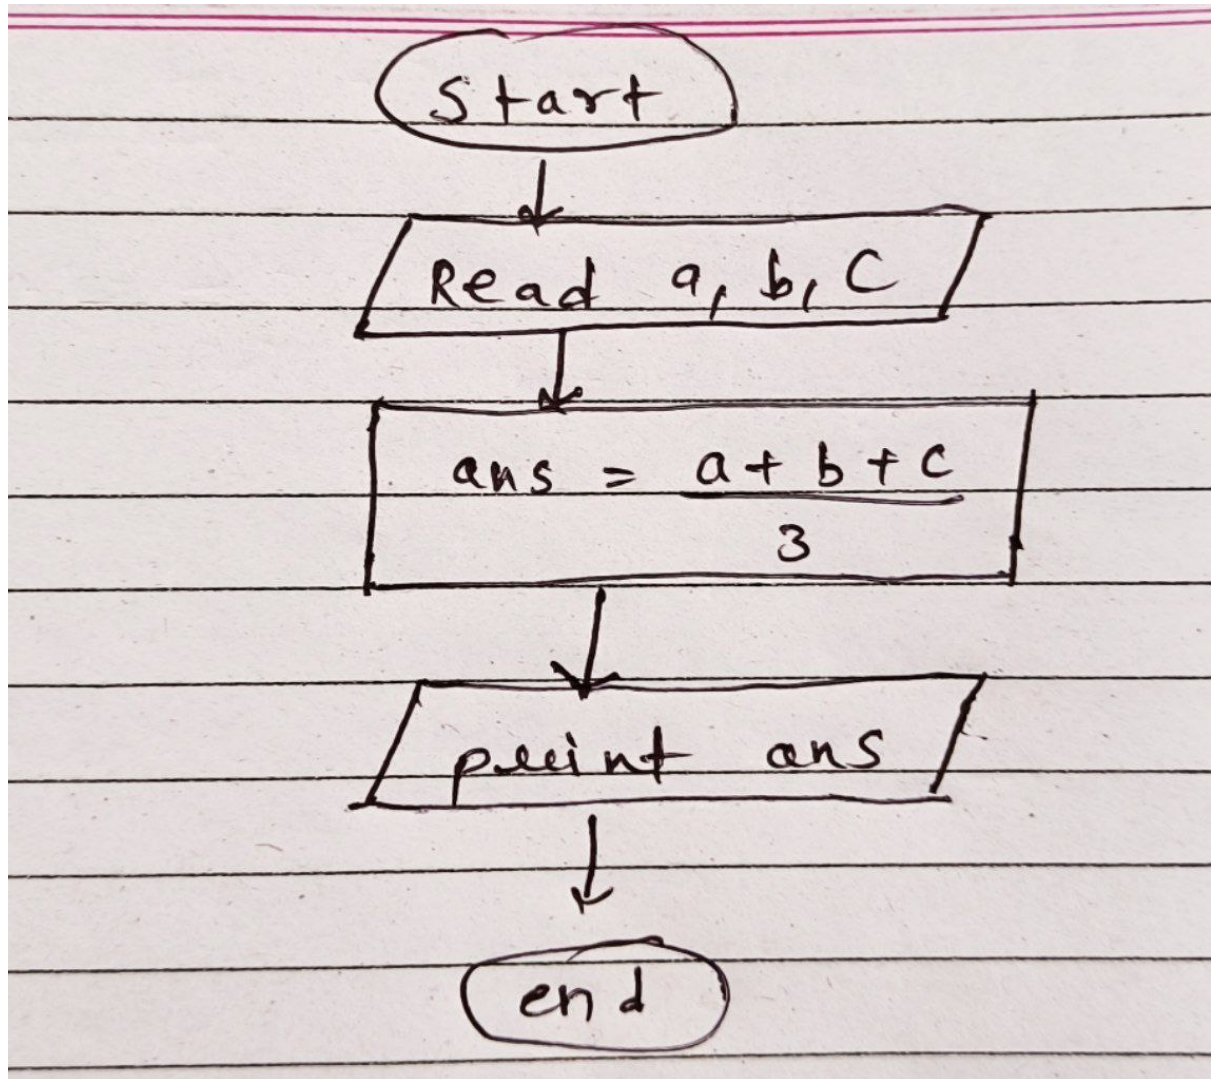 Start
Read a, b, C
ans = a + b + c
3
print ans
end